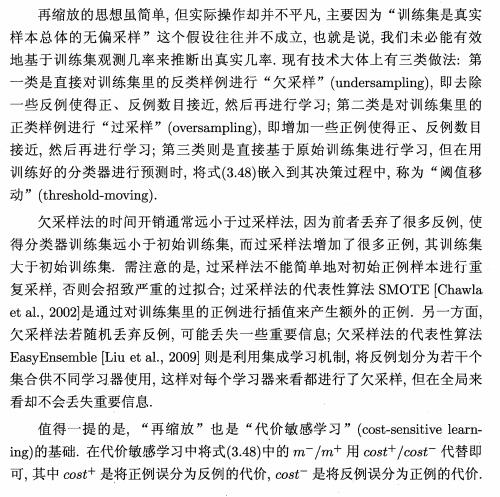 再缩放的思想虽简单, 但实际操作却并不平凡, 主要因为“训练集是真实
样本总体的无偏采样”这个假设往往并不成立, 也就是说, 我们未必能有效
地基于训练集观测几率来推断出真实几率. 现有技术大体上有三类做法: 第
一类是直接对训练集里的反类样例进行“欠采样” (undersampling), 即去除
一些反例使得正、反例数目接近, 然后再进行学习; 第二类是对训练集里的
正类样例进行“过采样” (oversampling), 即增加一些正例使得正、反例数目
接近, 然后再进行学习; 第三类则是直接基于原始训练集进行学习, 但在用
训练好的分类器进行预测时, 将式(3.48)嵌入到其决策过程中, 称为“阈值移
动” (threshold-moving).
欠采样法的时间开销通常远小于过采样法, 因为前者丢弃了很多反例, 使
得分类器训练集远小于初始训练集, 而过采样法增加了很多正例, 其训练集
大于初始训练集. 需注意的是, 过采样法不能简单地对初始正例样本进行重
复采样, 否则会招致严重的过拟合; 过采样法的代表性算法 SMOTE [Chawla
et al., 2002]是通过对训练集里的正例进行插值来产生额外的正例. 另一方面,
欠采样法若随机丢弃反例, 可能丢失一些重要信息; 欠采样法的代表性算法
EasyEnsemble [Liu et al., 2009] 则是利用集成学习机制, 将反例划分为若干个
集合供不同学习器使用, 这样对每个学习器来看都进行了欠采样, 但在全局来
看却不会丢失重要信息.
值得一提的是, “再缩放”也是“代价敏感学习” (cost-sensitive learn-
ing)的基础. 在代价敏感学习中将式(3.48)中的 m⁻/m⁺ 用 cost⁺/cost⁻ 代替即
可, 其中 cost⁺ 是将正例误分为反例的代价, cost⁻ 是将反例误分为正例的代价.